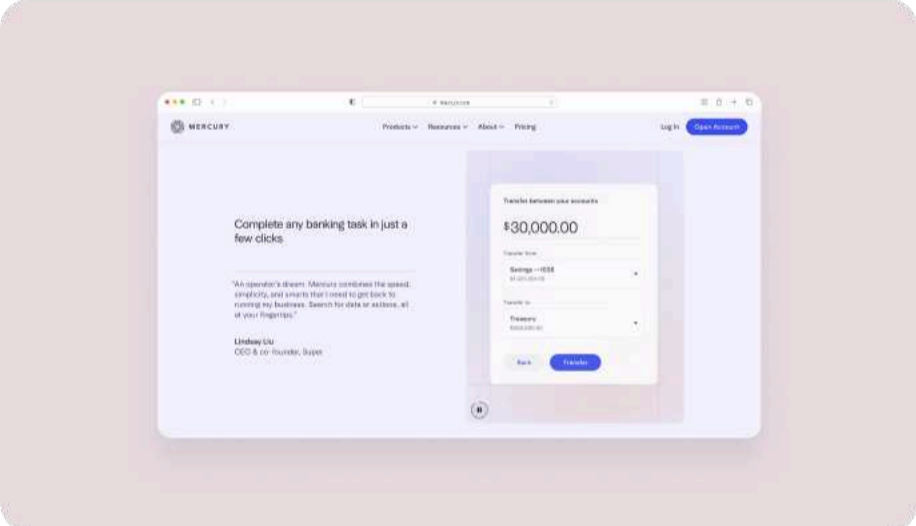 MERCURY
Products
Resources
About
Pricing
Log In
Open Account
Complete any banking task in just a
few clicks
"An operator's dream. Mercury combines the speed,
simplicity, and smarts that I need to get back to
running my business. Search for data or actions, all
at your fingertips."
Lindsay Liu
CEO & co-founder, Super
Transfer between your accounts
$30,000.00
Transfer from
Savings
Transfer to
Treasury
Back
Transfer